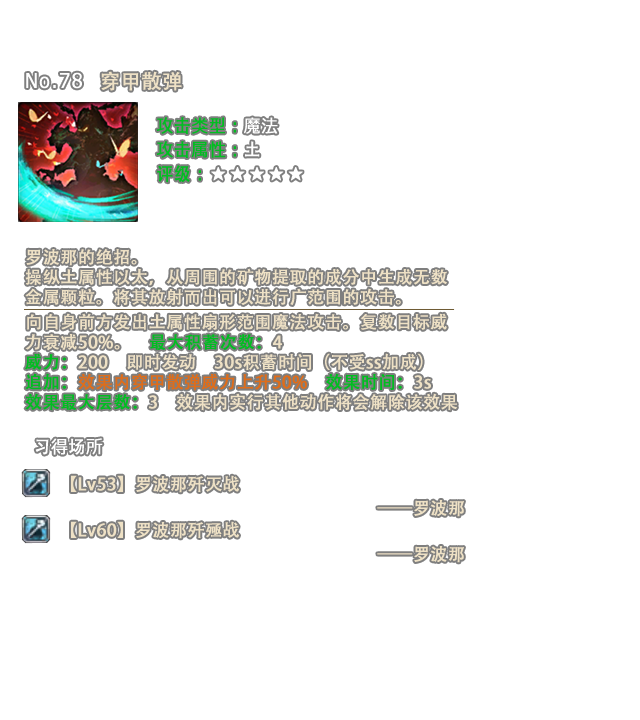 No.78 穿甲散弹
攻击类型：魔法
攻击属性：土
评级：☆☆☆☆☆
罗波那的绝招。
操纵土属性以太，从周围的矿物提取的成分中生成无数
金属颗粒。将其放射而出可以进行广范围的攻击。
向自身前方发出土属性扇形范围魔法攻击。复数目标威
力衰减50%。 最大积蓄次数：4
威力：200 即时发动 30s积蓄时间（不受ss加成）
追加：效果内穿甲散弹威力上升50% 效果时间：3s
效果最大层数：3 效果内实行其他动作将会解除该效果
习得场所
【Lv53】罗波那歼灭战
——罗波那
【Lv60】罗波那歼殛战
——罗波那